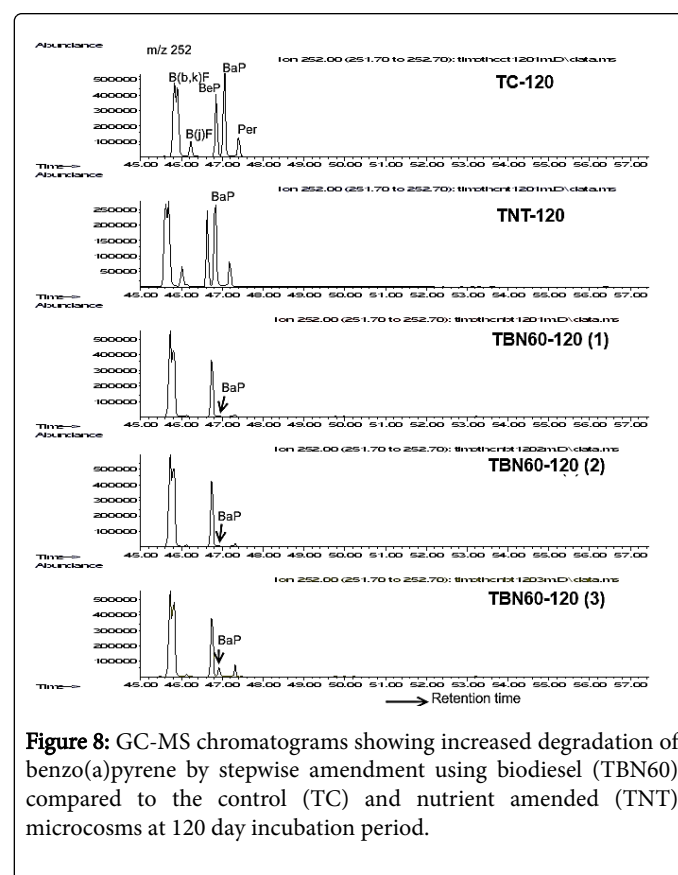 Abundance
m/z 252
Ion 252.00 (251.70 to 252.70): timothcct1201m.D\data.ms
BaP
TC-120
B(b,k)F
BeP
B(j)F
Per
500000
400000
300000
200000
100000
45.00 46.00 47.00 48.00 49.00 50.00 51.00 52.00 53.00 54.00 55.00 56.00 57.00
Time-->
Abundance
Ion 252.00 (251.70 to 252.70): timothcnt1201m.D\data.ms
BaP
TNT-120
250000
200000
150000
100000
50000
45.00 46.00 47.00 48.00 49.00 50.00 51.00 52.00 53.00 54.00 55.00 56.00 57.00
Time-->
Abundance
Ion 252.00 (251.70 to 252.70): timothcnbt1201m.D\data.ms
TBN60-120 (1)
500000
400000
300000
200000
100000
BaP
45.00 46.00 47.00 48.00 49.00 50.00 51.00 52.00 53.00 54.00 55.00 56.00 57.00
Time-->
Abundance
Ion 252.00 (251.70 to 252.70): timothcnbt1202m.D\data.ms
TBN60-120 (2)
500000
400000
300000
200000
100000
BaP
45.00 46.00 47.00 48.00 49.00 50.00 51.00 52.00 53.00 54.00 55.00 56.00 57.00
Time-->
Abundance
Ion 252.00 (251.70 to 252.70): timothcnbt1203m.D\data.ms
TBN60-120 (3)
500000
400000
300000
200000
100000
BaP
45.00 46.00 47.00 48.00 49.00 50.00 51.00 52.00 53.00 54.00 55.00 56.00 57.00
Time-->
Retention time
Figure 8: GC-MS chromatograms showing increased degradation of
benzo(a)pyrene by stepwise amendment using biodiesel (TBN60)
compared to the control (TC) and nutrient amended (TNT)
microcosms at 120 day incubation period.